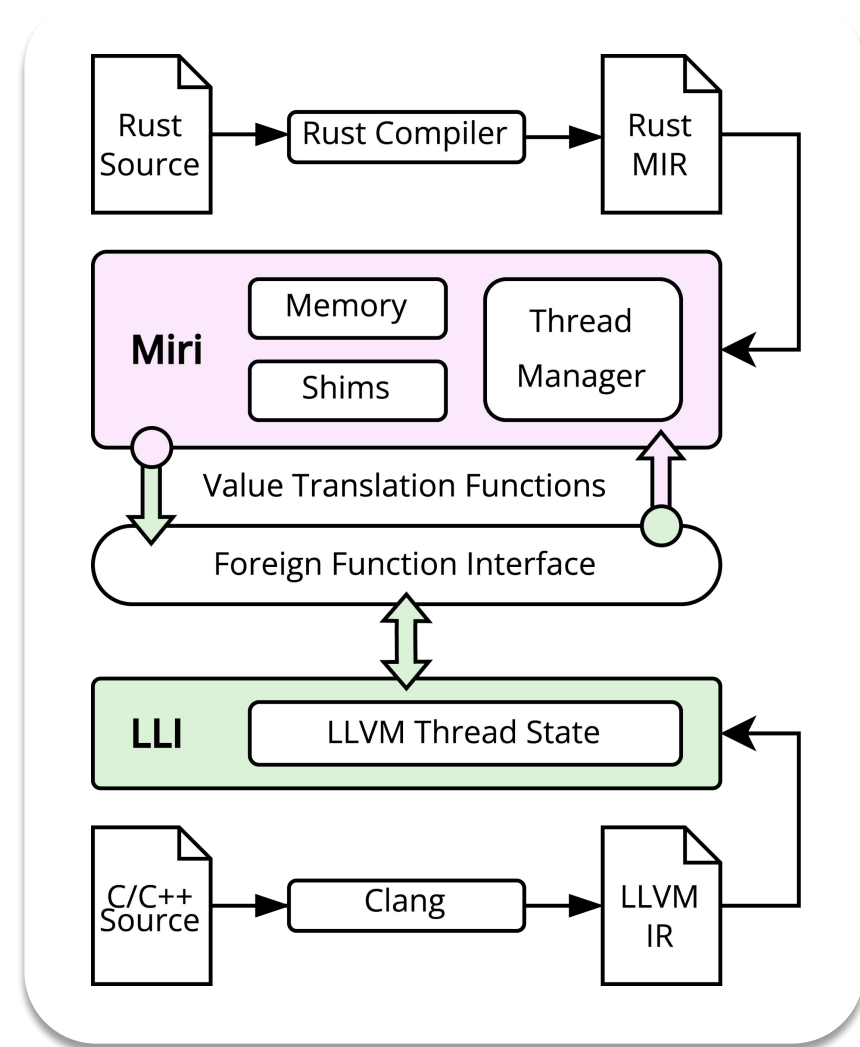 Rust
Source
Rust Compiler
Rust
MIR
Miri
Memory
Shims
Thread
Manager
Value Translation Functions
Foreign Function Interface
LLI
LLVM Thread State
C/C++
Source
Clang
LLVM
IR